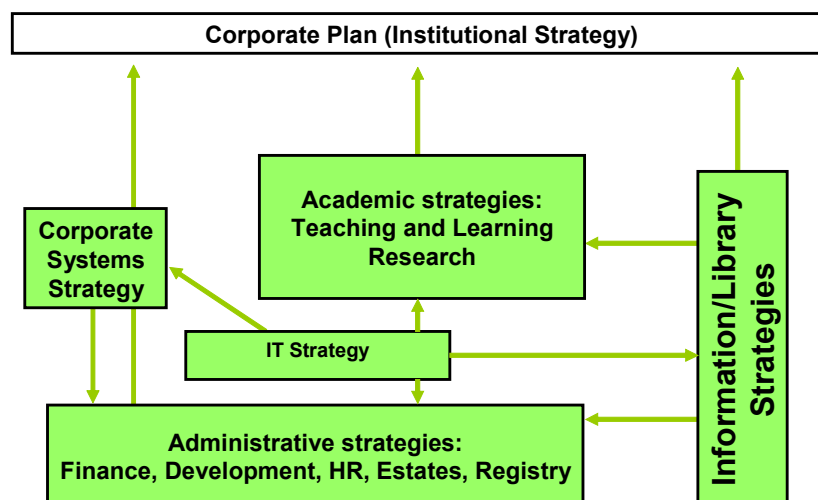 Corporate Plan (Institutional Strategy)
Academic strategies:
Teaching and Learning
Research
Corporate
Systems
Strategy
IT Strategy
Information/Library
Strategies
Administrative strategies:
Finance, Development, HR, Estates, Registry